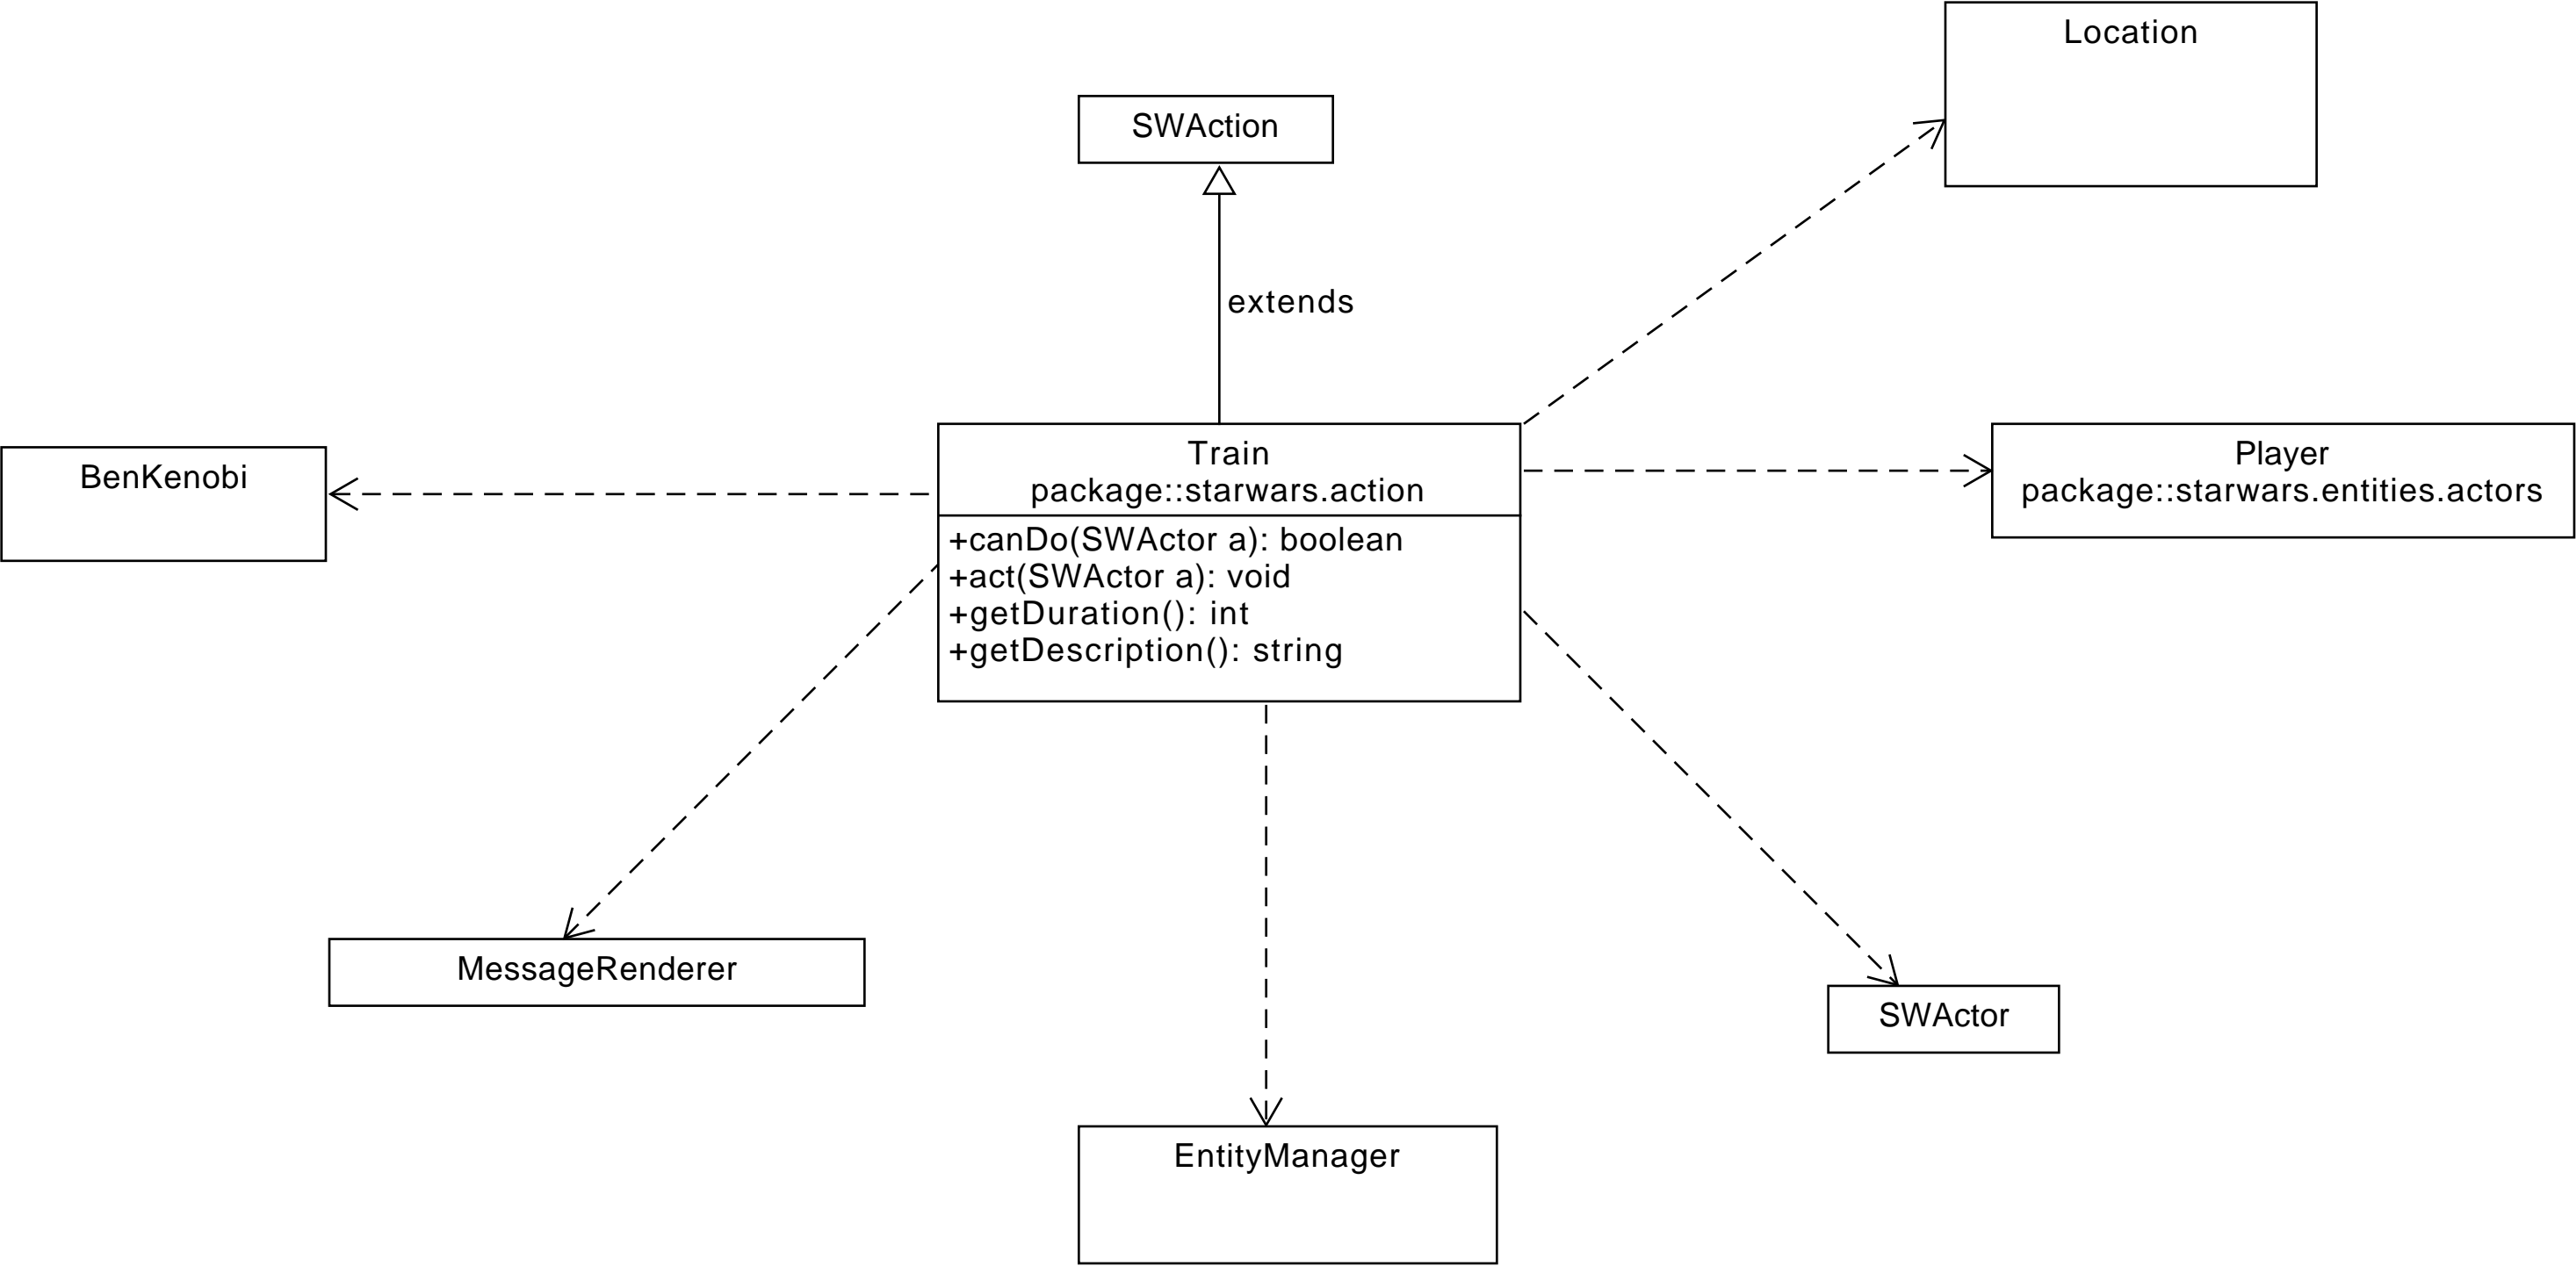 Location
SWAction
extends
BenKenobi
Train
package::starwars.action
+canDo(SWActor a): boolean
+act(SWActor a): void
+getDuration(): int
+getDescription(): string
Player
package::starwars.entities.actors
MessageRenderer
SWActor
EntityManager